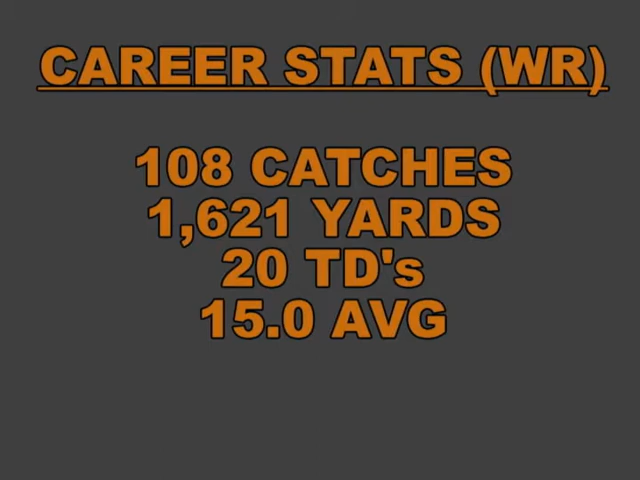 CAREER STATS (WR)
108 CATCHES
1,621 YARDS
20 TD's
15.0 AVG